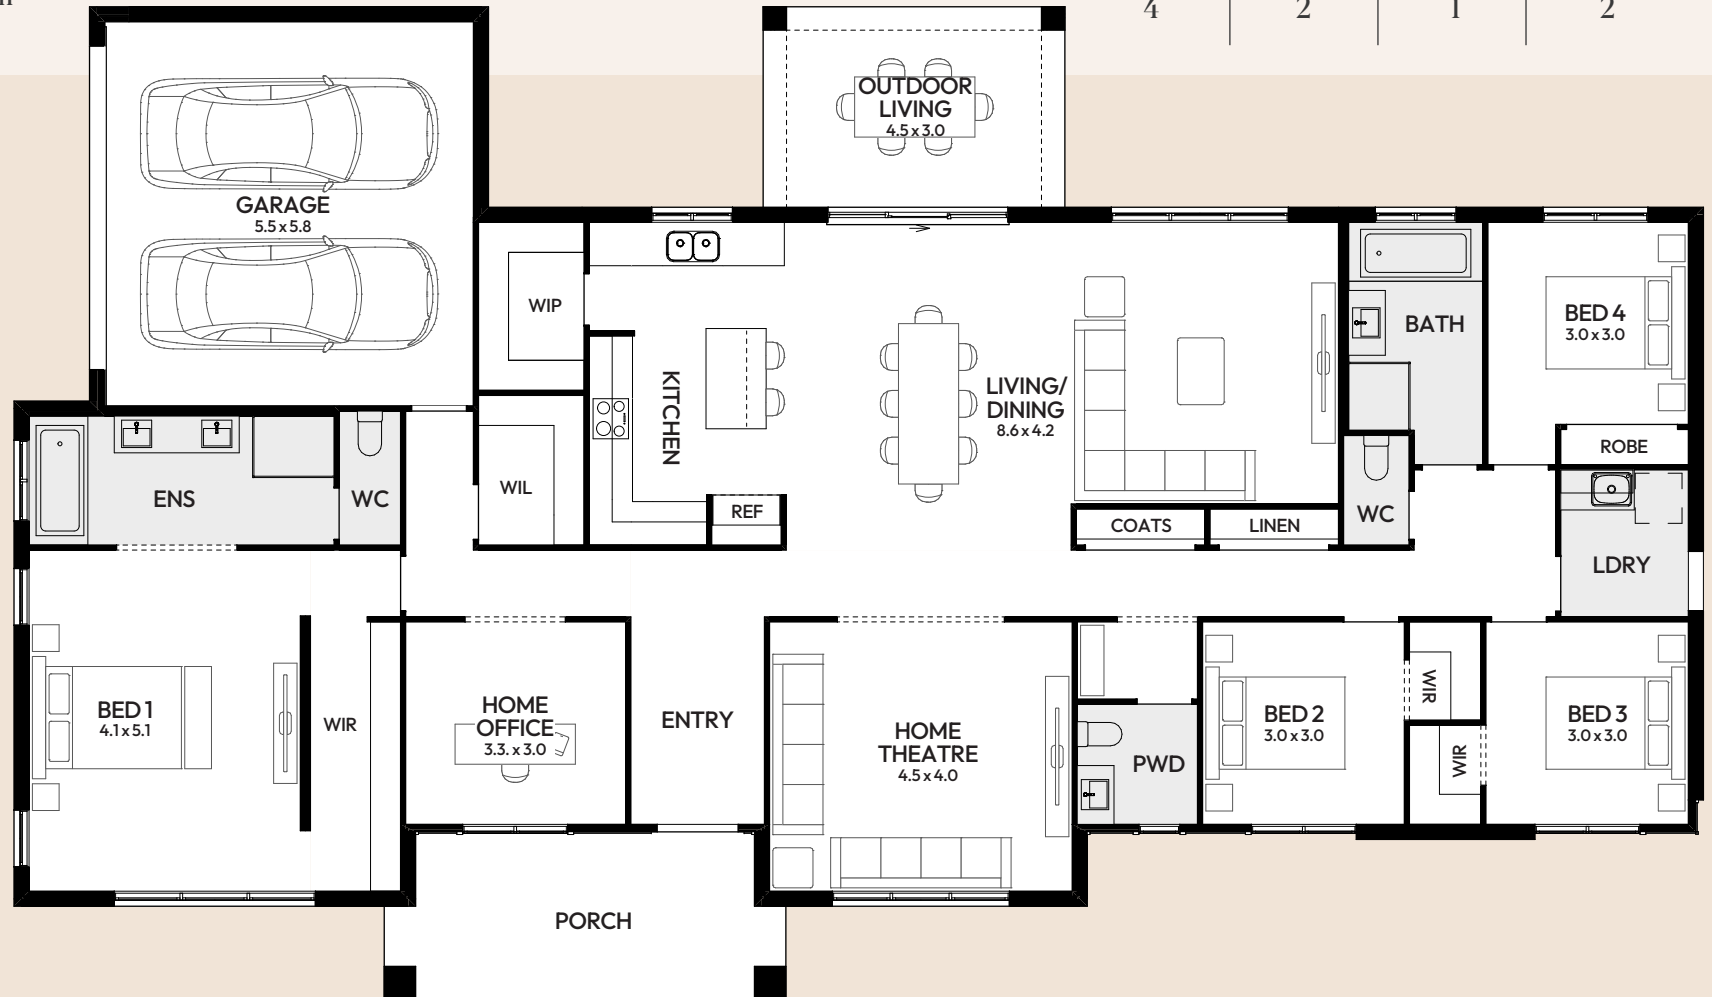 4
2
1
2
OUTDOOR
LIVING
4.5 x 3.0
GARAGE
5.5 x 5.8
WIP
KITCHEN
LIVING/
DINING
8.6 x 4.2
BATH
BED 4
3.0 x 3.0
ROBE
ENS
WC
WIL
REF
COATS
LINEN
WC
LDRY
BED 1
4.1 x 5.1
WIR
HOME
OFFICE
3.3. x 3.0
ENTRY
HOME
THEATRE
4.5 x 4.0
PWD
BED 2
3.0 x 3.0
WIR
WIR
BED 3
3.0 x 3.0
PORCH